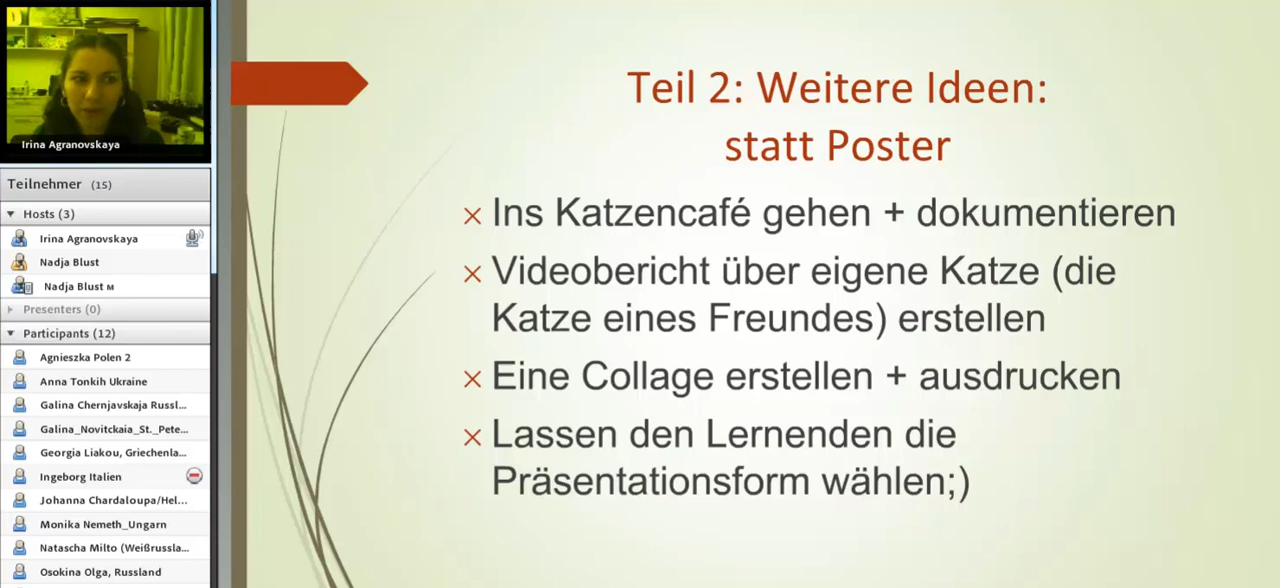 Irina Agranovskaya
Teilnehmer (15)
Hosts (3)
Irina Agranovskaya
Nadja Blust
Nadja Blust м
Presenters (0)
Participants (12)
Agnieszka Polen 2
Anna Tonkih Ukraine
Galina Chernjavskaja Russl...
Galina_Novitckaia_St._Pete...
Georgia Liakou, Griechenla...
Ingeborg Italien
Johanna Chardaloupa/Hel...
Monika Nemeth_Ungarn
Natascha Milto (Weißrussla...
Osokina Olga, Russland
Teil 2: Weitere Ideen:
statt Poster
× Ins Katzencafé gehen + dokumentieren
× Videobericht über eigene Katze (die
Katze eines Freundes) erstellen
× Eine Collage erstellen + ausdrucken
× Lassen den Lernenden die
Präsentationsform wählen;)